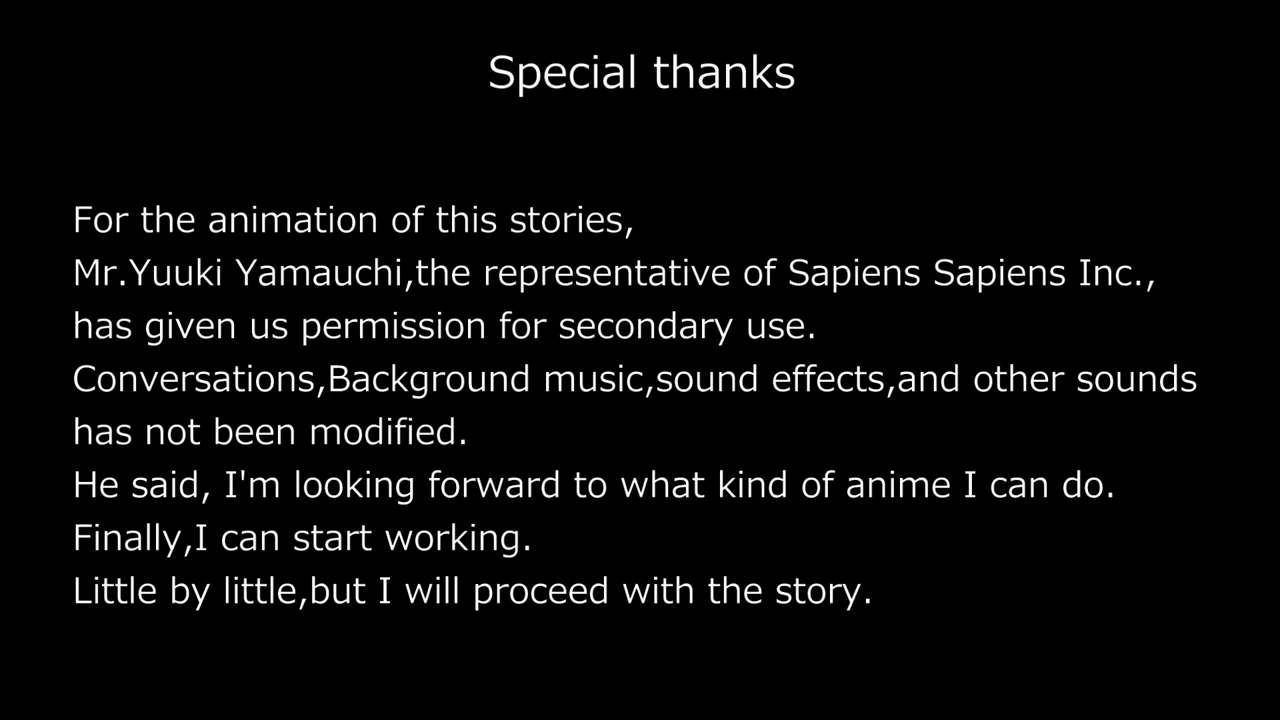 Special thanks
For the animation of this stories,
Mr.Yuuki Yamauchi,the representative of Sapiens Sapiens Inc.,
has given us permission for secondary use.
Conversations,Background music,sound effects,and other sounds
has not been modified.
He said, I'm looking forward to what kind of anime I can do.
Finally,I can start working.
Little by little,but I will proceed with the story.